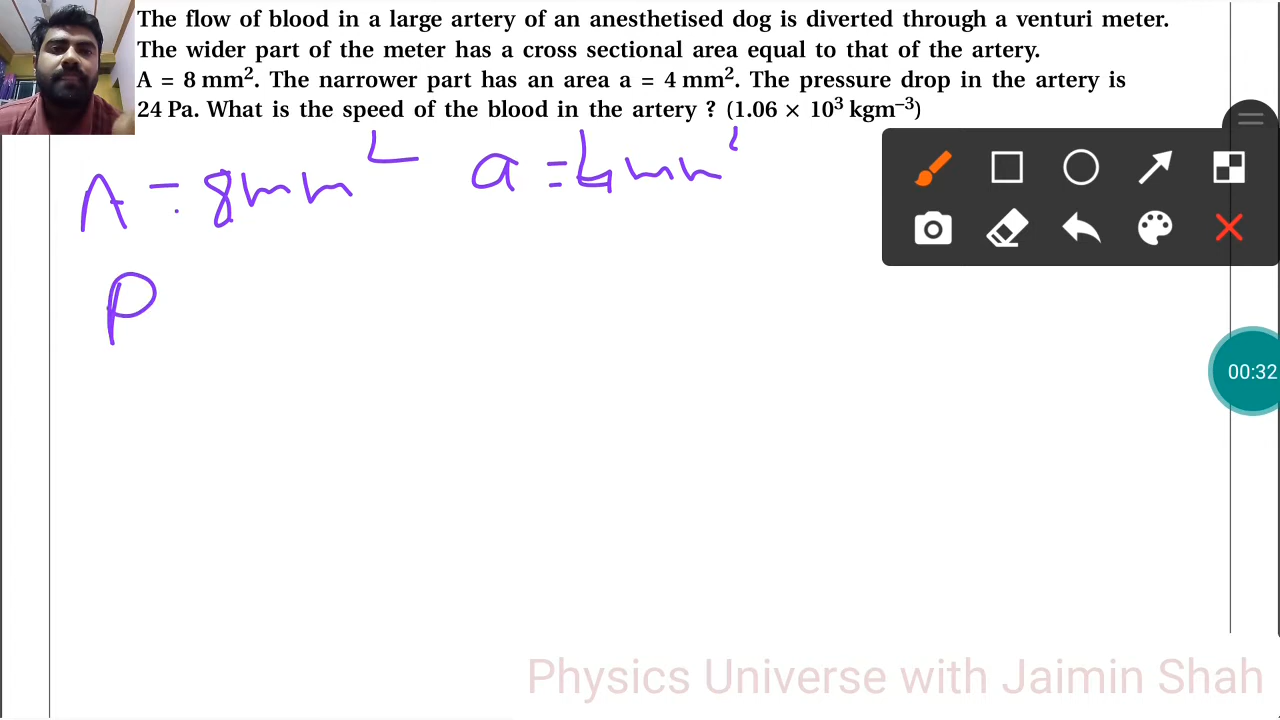 The flow of blood in a large artery of an anesthetised dog is diverted through a venturi meter.
The wider part of the meter has a cross sectional area equal to that of the artery.
A = 8 mm². The narrower part has an area a = 4 mm². The pressure drop in the artery is
24 Pa. What is the speed of the blood in the artery ? (1.06 × 10³ kgm⁻³)
A = 8mm² a = 4mm²
P
00:32
Physics Universe with Jaimin Shah